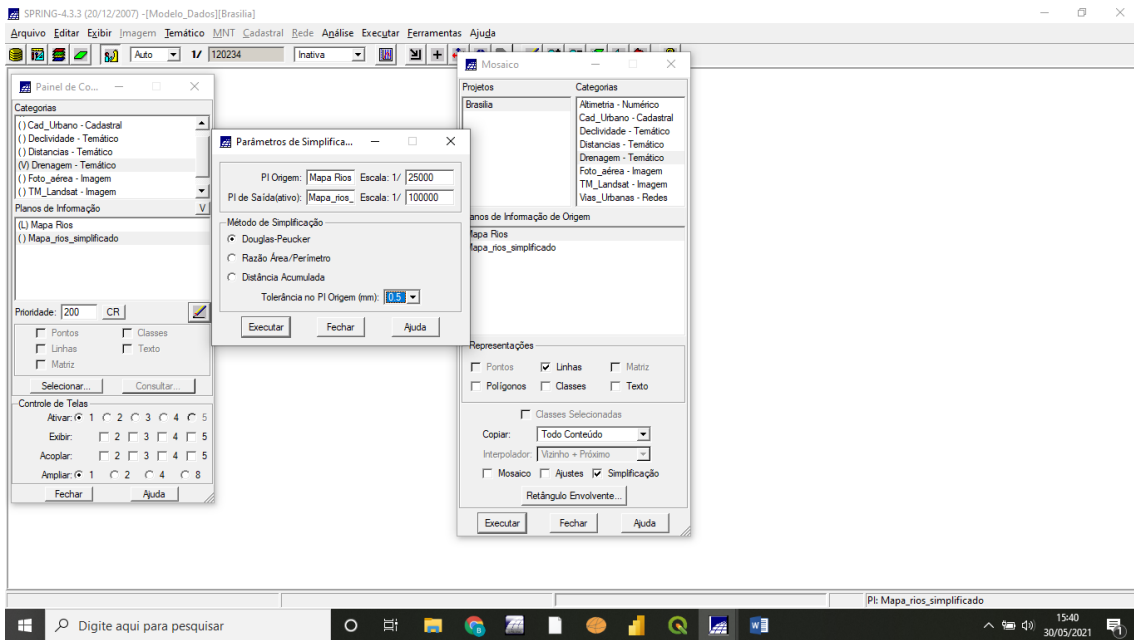 SPRING-4.3.3 (20/12/2007) -[Modelo_Dados][Brasilia]
Arquivo Editar Exibir Imagem Temático MNT Cadastral Rede Análise Executar Ferramentas Ajuda
Auto 1/ 120234 Inativa
Painel de Co...
Categorias
( ) Cad_Urbano - Cadastral
( ) Declividade - Temático
( ) Distancias - Temático
(V) Drenagem - Temático
( ) Foto_aérea - Imagem
( ) TM_Landsat - Imagem
Planos de Informação V
(L) Mapa Rios
( ) Mapa_rios_simplificado
Prioridade: 200 CR
Pontos Classes
Linhas Texto
Matriz
Selecionar... Consultar...
Controle de Telas
Ativar: 1 2 3 4 5
Exibir: 2 3 4 5
Acoplar: 2 3 4 5
Ampliar: 1 2 4 8
Fechar Ajuda
Parâmetros de Simplifica...
PI Origem: Mapa Rios Escala: 1/ 25000
PI de Saída(ativo): Mapa_rios_ Escala: 1/ 100000
Método de Simplificação
Douglas-Peucker
Razão Área/Perímetro
Distância Acumulada
Tolerância no PI Origem (mm): 0.5
Executar Fechar Ajuda
Mosaico
Projetos Categorias
Brasilia
Altimetria - Numérico
Cad_Urbano - Cadastral
Declividade - Temático
Distancias - Temático
Drenagem - Temático
Foto_aérea - Imagem
TM_Landsat - Imagem
Vias_Urbanas - Redes
anos de Informação de Origem
Mapa Rios
Mapa_rios_simplificado
Representações
Pontos Linhas Matriz
Polígonos Classes Texto
Classes Selecionadas
Copiar: Todo Conteúdo
Interpolador: Vizinho + Próximo
Mosaico Ajustes Simplificação
Retângulo Envolvente...
Executar Fechar Ajuda
PI: Mapa_rios_simplificado
Digite aqui para pesquisar
15:40
30/05/2021